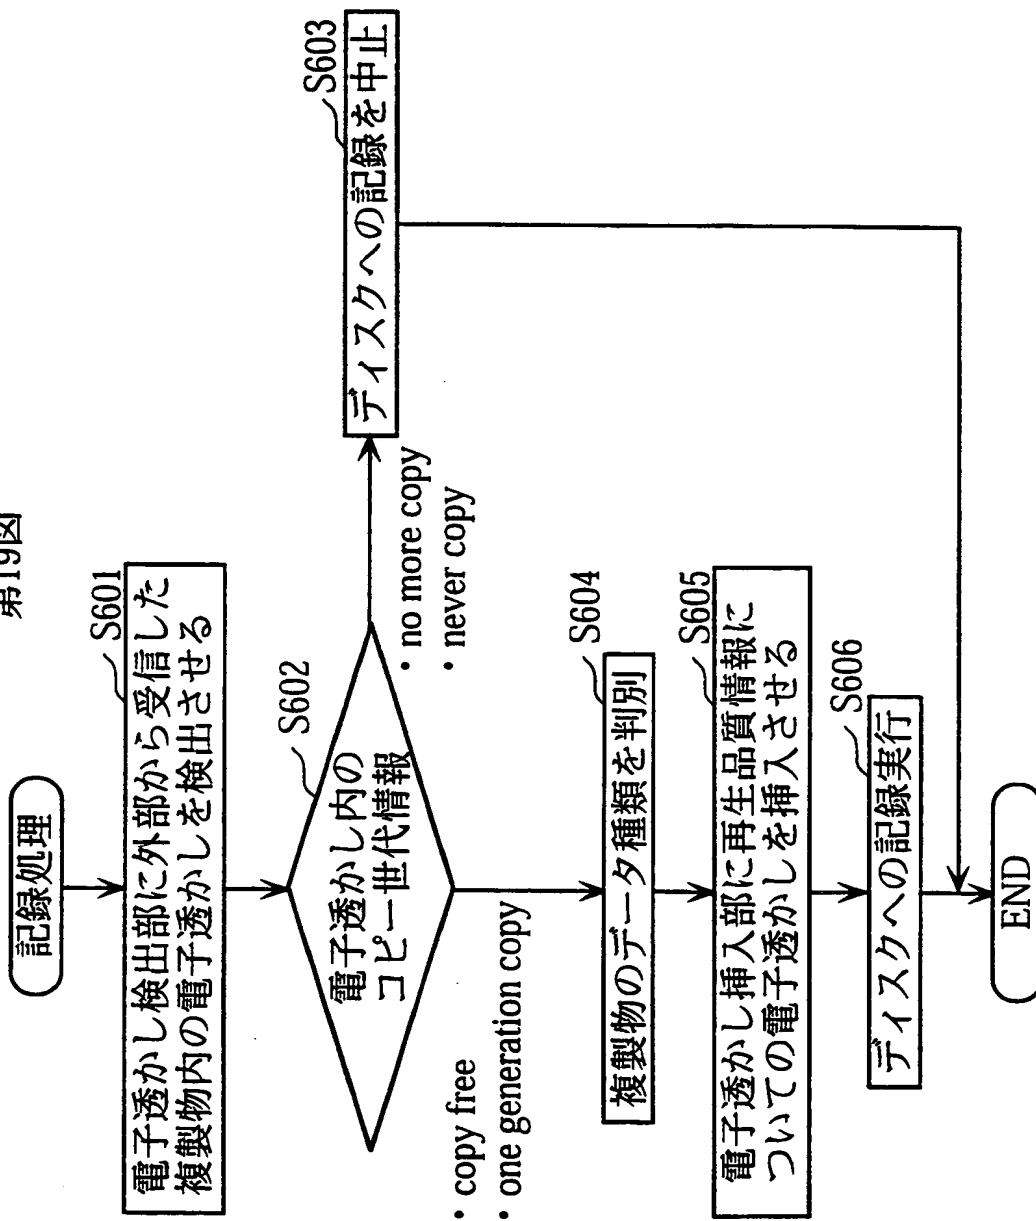 第19図
記録処理
S601
電子透かし検出部に外部から受信した
複製物内の電子透かしを検出させる
S602
電子透かし内の
コピー世代情報
・no more copy
・never copy
S603
ディスクへの記録を中止
・copy free
・one generation copy
S604
複製物のデータ種類を判別
S605
電子透かし挿入部に再生品質情報に
ついての電子透かしを挿入させる
S606
ディスクへの記録実行
END